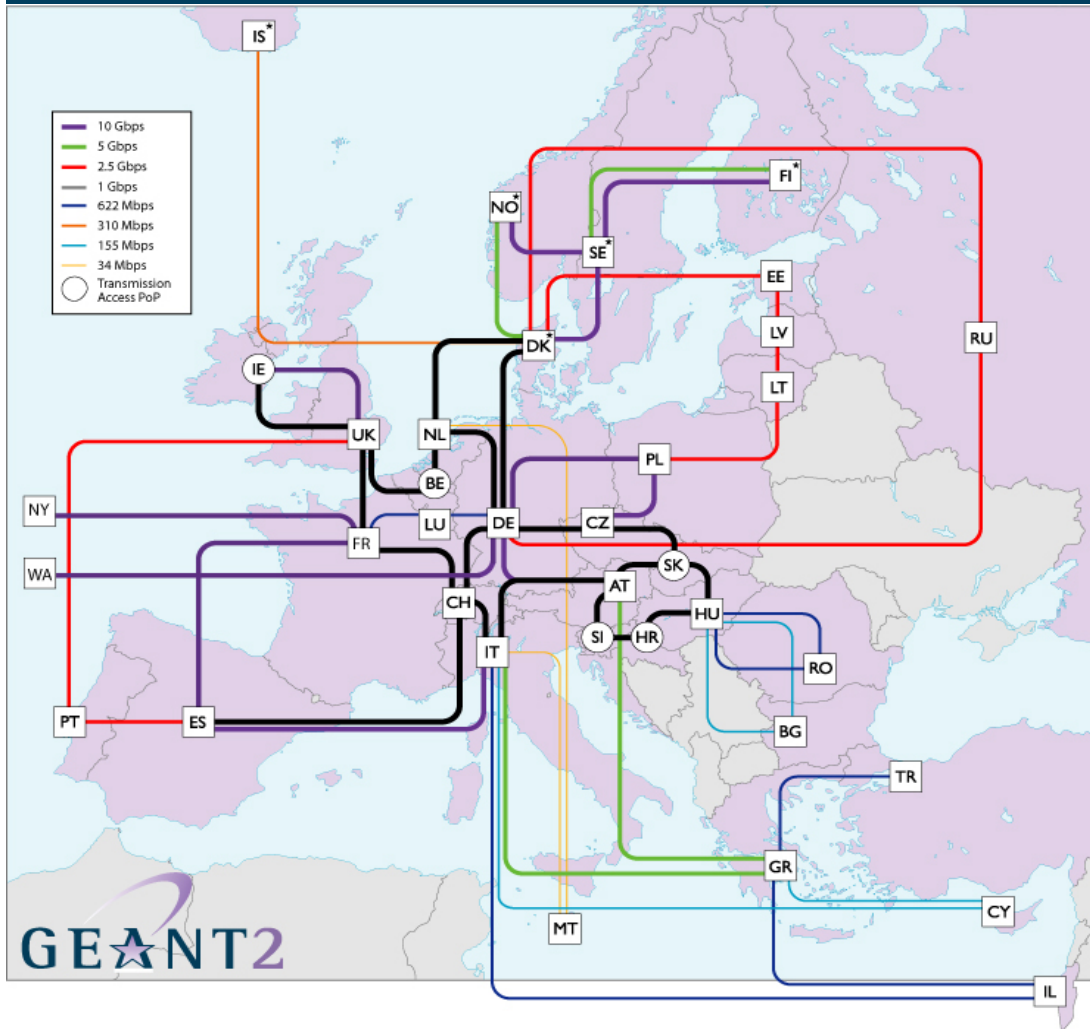 IS*
10 Gbps
5 Gbps
2.5 Gbps
1 Gbps
622 Mbps
310 Mbps
155 Mbps
34 Mbps
Transmission
Access PoP
FI*
NO*
SE*
EE
LV
RU
DK*
IE
LT
UK
NL
PL
BE
NY
LU
DE
CZ
FR
SK
WA
AT
CH
HU
SI
HR
IT
RO
PT
ES
BG
TR
GR
CY
MT
GEANT2
IL